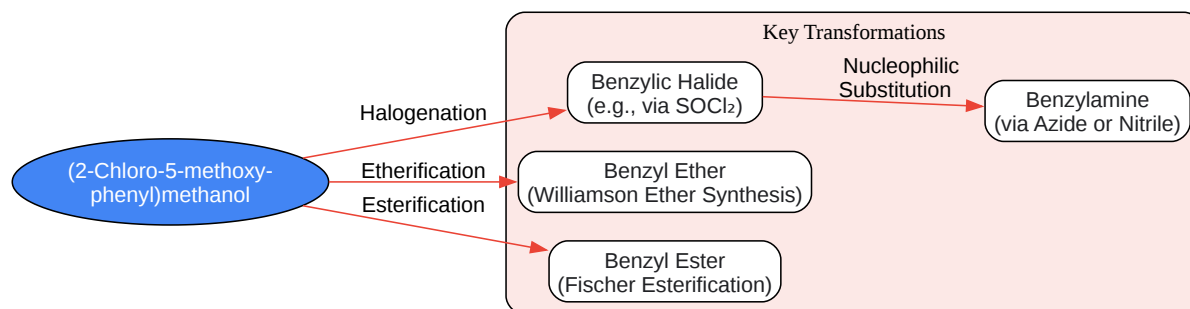 Key Transformations
(2-Chloro-5-methoxy-
phenyl)methanol
Halogenation
Benzylic Halide
(e.g., via SOCl₂)
Nucleophilic
Substitution
Benzylamine
(via Azide or Nitrile)
Etherification
Benzyl Ether
(Williamson Ether Synthesis)
Esterification
Benzyl Ester
(Fischer Esterification)